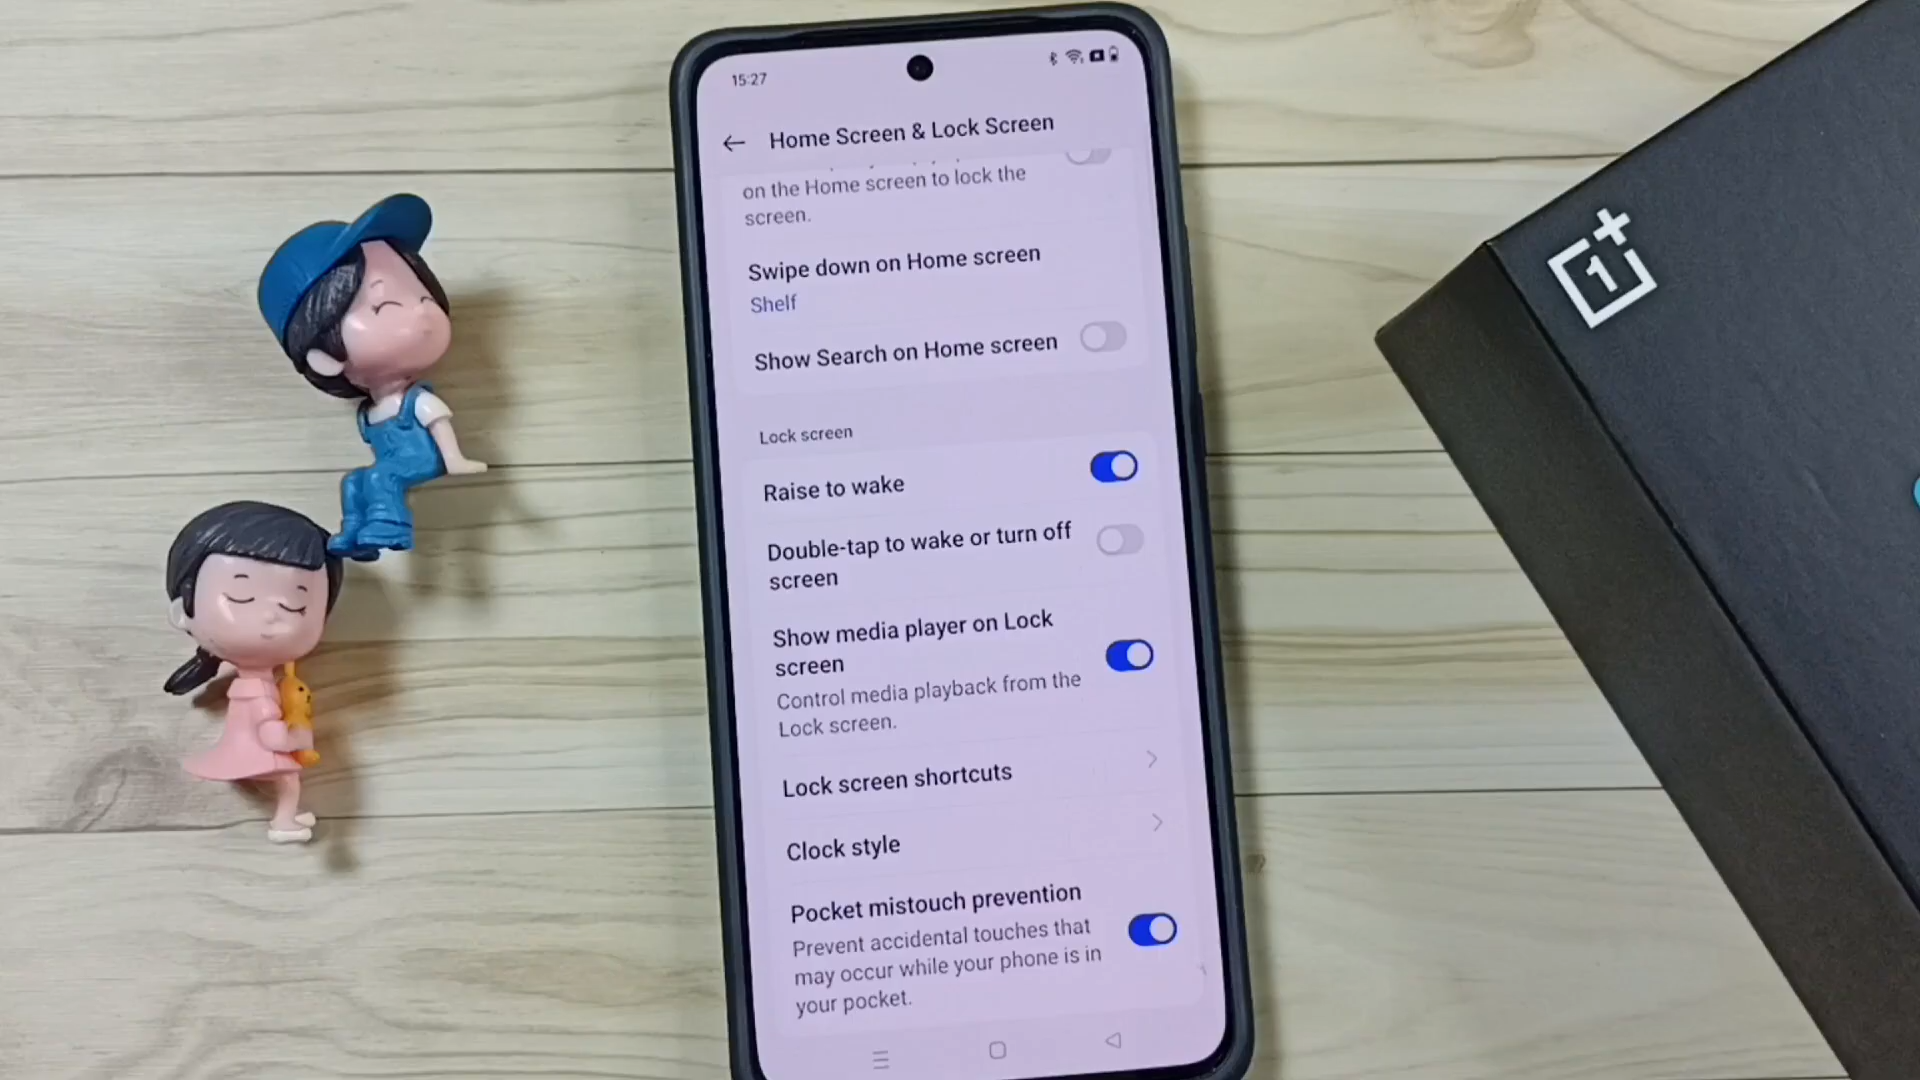 15:27
Home Screen & Lock Screen
on the Home screen to lock the
screen.
Swipe down on Home screen
Shelf
Show Search on Home screen
Lock screen
Raise to wake
Double-tap to wake or turn off
screen
Show media player on Lock
screen
Control media playback from the
Lock screen.
Lock screen shortcuts
Clock style
Pocket mistouch prevention
Prevent accidental touches that
may occur while your phone is in
your pocket.
1+